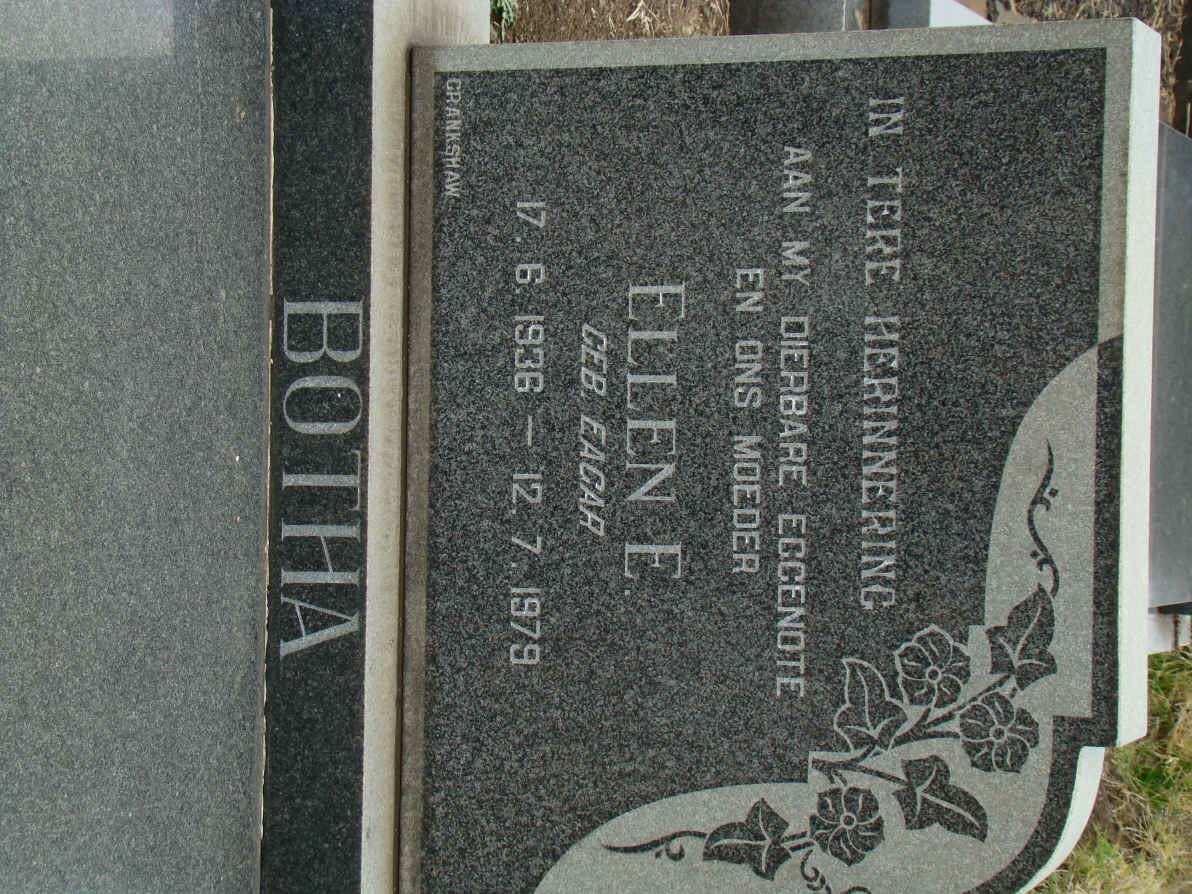 IN TERE HERINNERING
AAN MY DIERBARE EGGENOTE
EN ONS MOEDER
ELLEN E.
GEB. EAGAR
17. 6. 1936 – 12. 7. 1979
CRANKSHAW
BOTHA